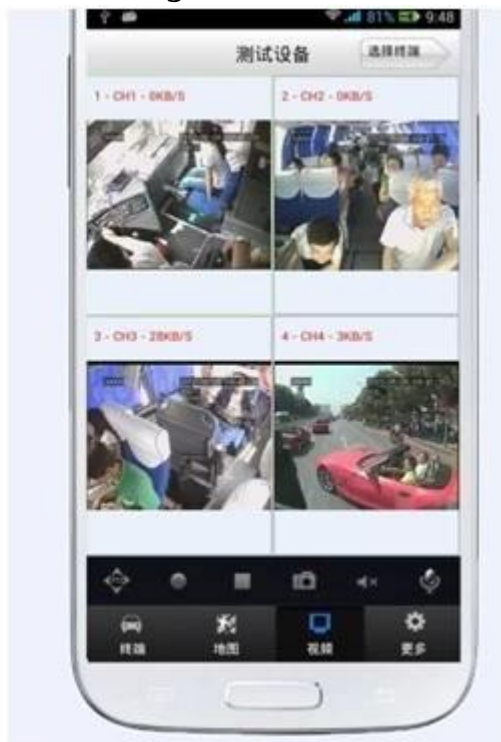 81% 9:48
测试设备
选择终端
1 - CH1 - 0KB/S
2 - CH2 - 0KB/S
3 - CH3 - 28KB/S
4 - CH4 - 3KB/S
终端
地图
视频
更多